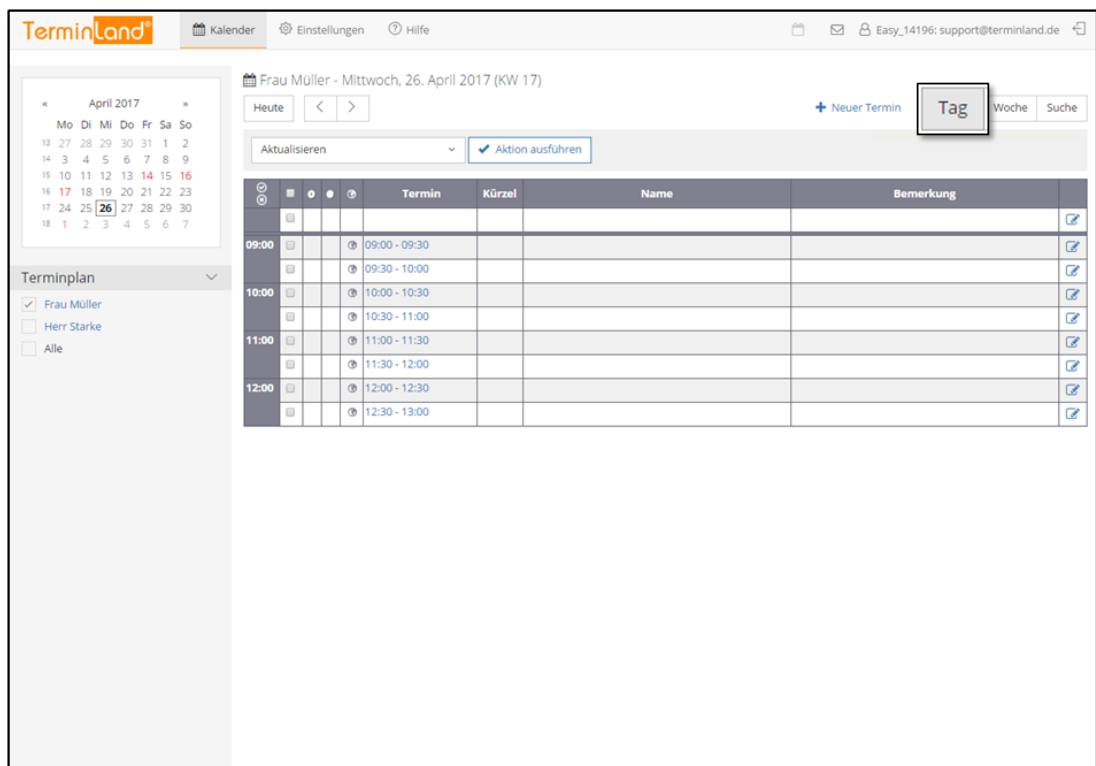 TerminLand®
Kalender Einstellungen Hilfe Easy_14196: support@terminland.de
« April 2017 »
Mo Di Mi Do Fr Sa So
13 27 28 29 30 31 1 2
14 3 4 5 6 7 8 9
15 10 11 12 13 14 15 16
16 17 18 19 20 21 22 23
17 24 25 26 27 28 29 30
18 1 2 3 4 5 6 7
Terminplan
Frau Müller
Herr Starke
Alle
Frau Müller - Mittwoch, 26. April 2017 (KW 17)
Heute < > + Neuer Termin Tag Woche Suche
Aktualisieren Aktion ausführen
Termin Kürzel Name Bemerkung
09:00 09:00 - 09:30
09:30 - 10:00
10:00 10:00 - 10:30
10:30 - 11:00
11:00 11:00 - 11:30
11:30 - 12:00
12:00 12:00 - 12:30
12:30 - 13:00